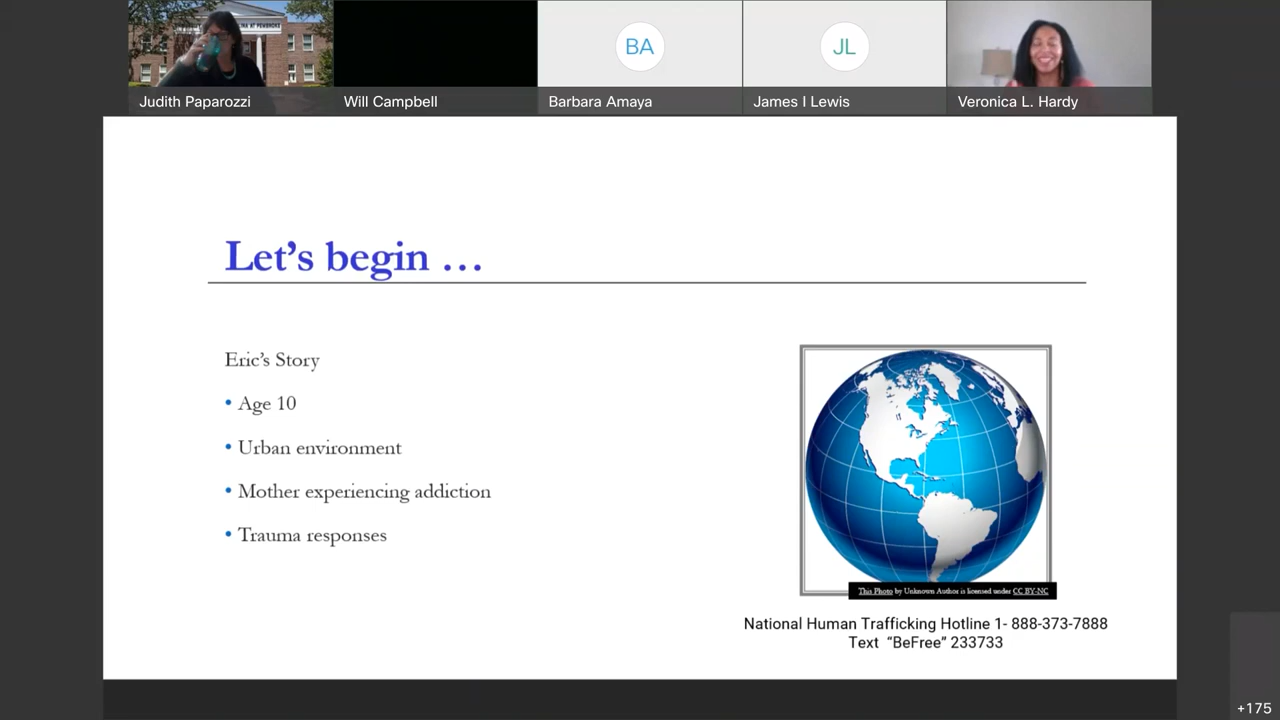 Judith Paparozzi
Will Campbell
BA
Barbara Amaya
JL
James I Lewis
Veronica L. Hardy
Let's begin …
Eric's Story
• Age 10
• Urban environment
• Mother experiencing addiction
• Trauma responses
This Photo by Unknown Author is licensed under CC BY-NC
National Human Trafficking Hotline 1- 888-373-7888
Text “BeFree” 233733
+175